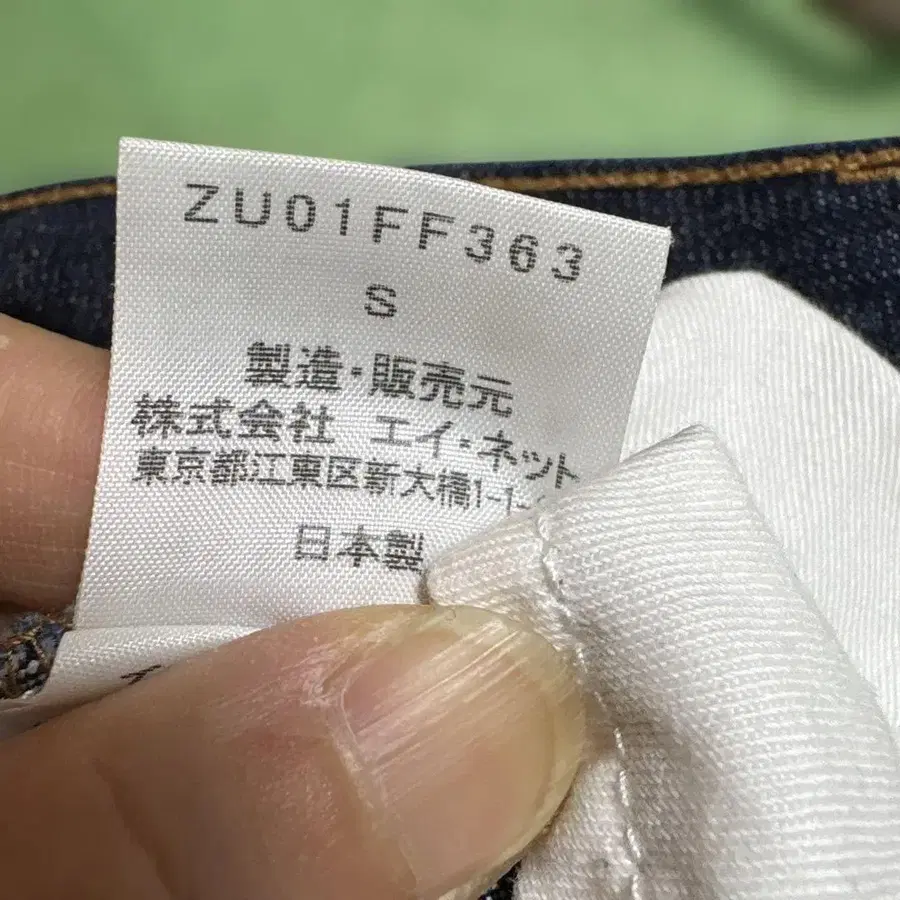 ZU01FF363
S
製造・販売元
株式会社 エイ・ネット
東京都江東区新大橋1-1-
日本製